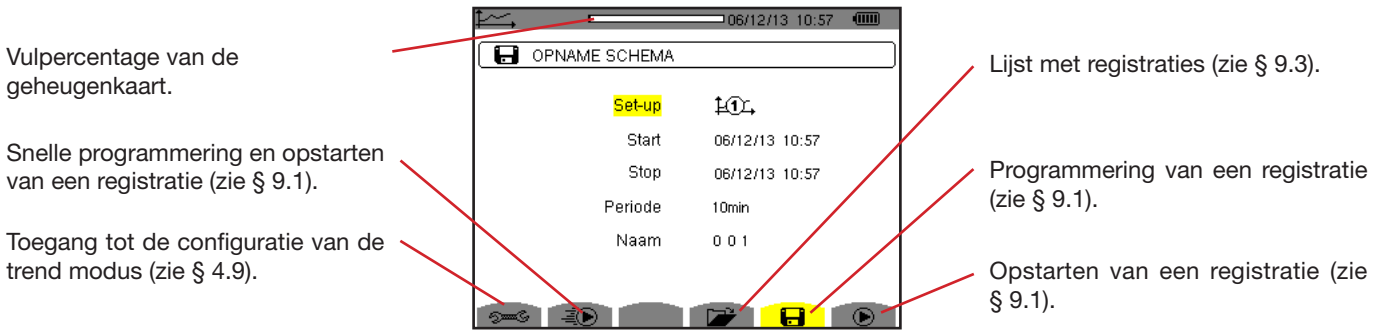 06/12/13 10:57
OPNAME SCHEMA
Set-up 1
Start 06/12/13 10:57
Stop 06/12/13 10:57
Periode 10min
Naam 0 0 1
Vulpercentage van de
geheugenkaart.
Snelle programmering en opstarten
van een registratie (zie § 9.1).
Toegang tot de configuratie van de
trend modus (zie § 4.9).
Lijst met registraties (zie § 9.3).
Programmering van een registratie
(zie § 9.1).
Opstarten van een registratie (zie
§ 9.1).